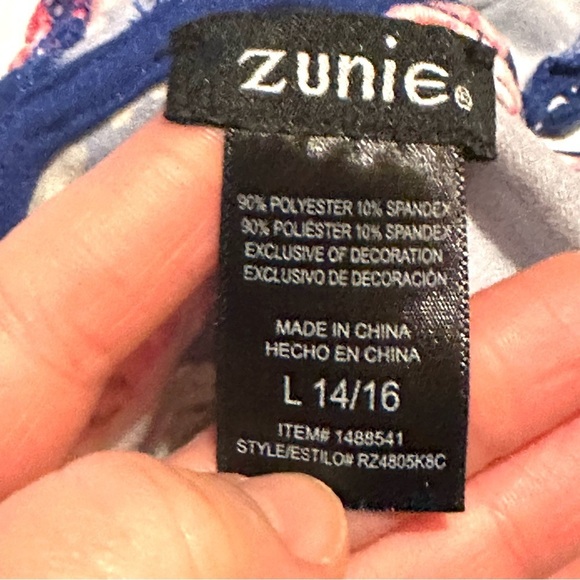 zunie®
90% POLYESTER 10% SPANDEX
90% POLIÉSTER 10% SPANDEX
EXCLUSIVE OF DECORATION
EXCLUSIVO DE DECORACIÓN
MADE IN CHINA
HECHO EN CHINA
L 14/16
ITEM# 1488541
STYLE/ESTILO# RZ4805K8C